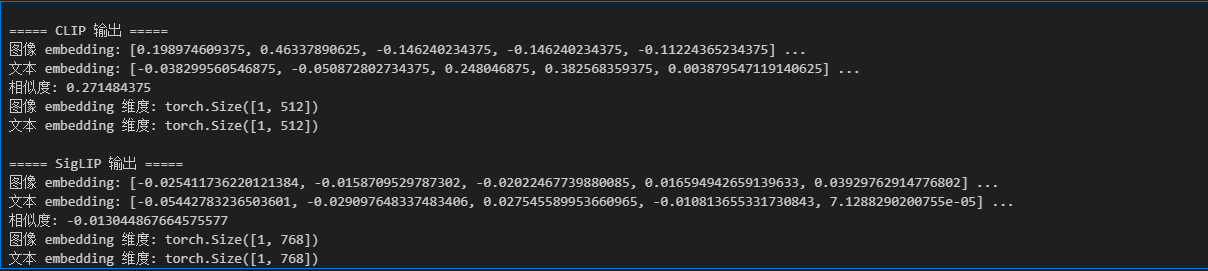 ===== CLIP 输出 =====
图像 embedding: [0.198974609375, 0.46337890625, -0.146240234375, -0.146240234375, -0.11224365234375] ...
文本 embedding: [-0.038299560546875, -0.050872802734375, 0.248046875, 0.382568359375, 0.003879547119140625] ...
相似度: 0.271484375
图像 embedding 维度: torch.Size([1, 512])
文本 embedding 维度: torch.Size([1, 512])
===== SigLIP 输出 =====
图像 embedding: [-0.025411736220121384, -0.0158709529787302, -0.02022467739880085, 0.016594942659139633, 0.03929762914776802] ...
文本 embedding: [-0.05442783236503601, -0.029097648337483406, 0.027545589953660965, -0.010813655331730843, 7.1288290200755e-05] ...
相似度: -0.013044867664575577
图像 embedding 维度: torch.Size([1, 768])
文本 embedding 维度: torch.Size([1, 768])